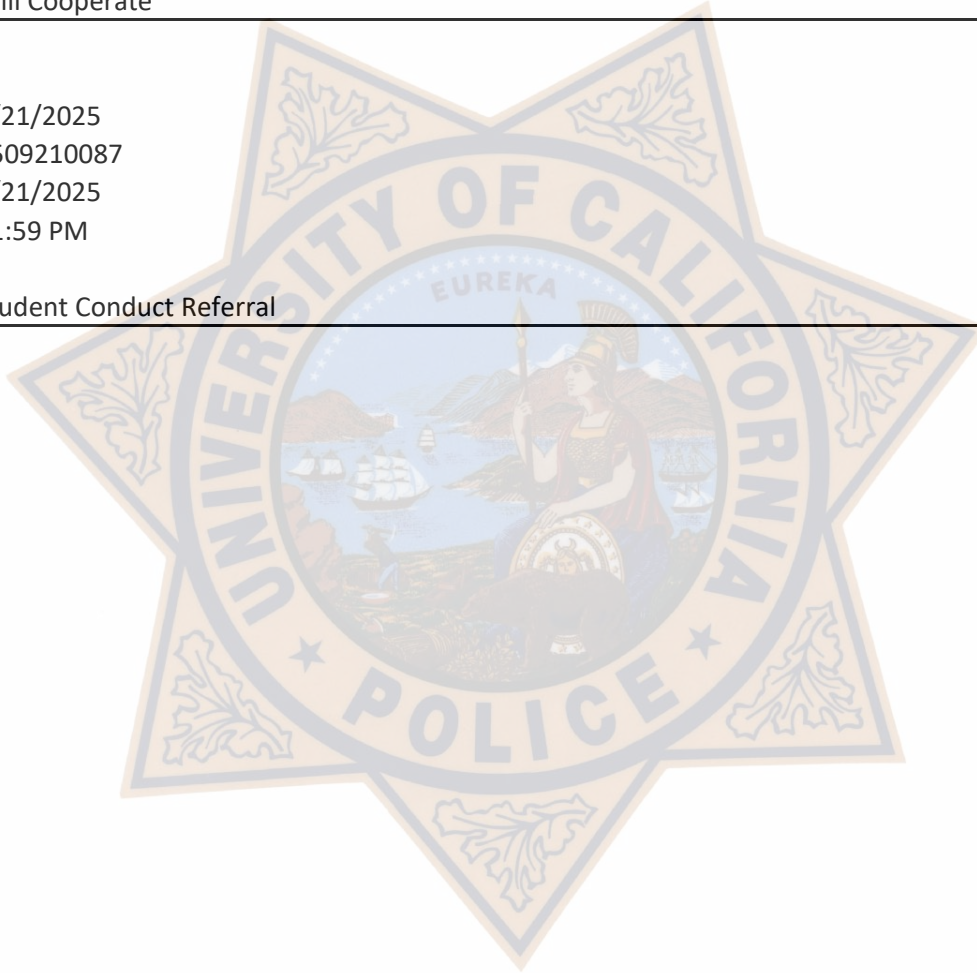 ill Cooperate
/21/2025
509210087
/21/2025
:59 PM
udent Conduct Referral
UNIVERSITY OF CALIFORNIA
EUREKA
POLICE